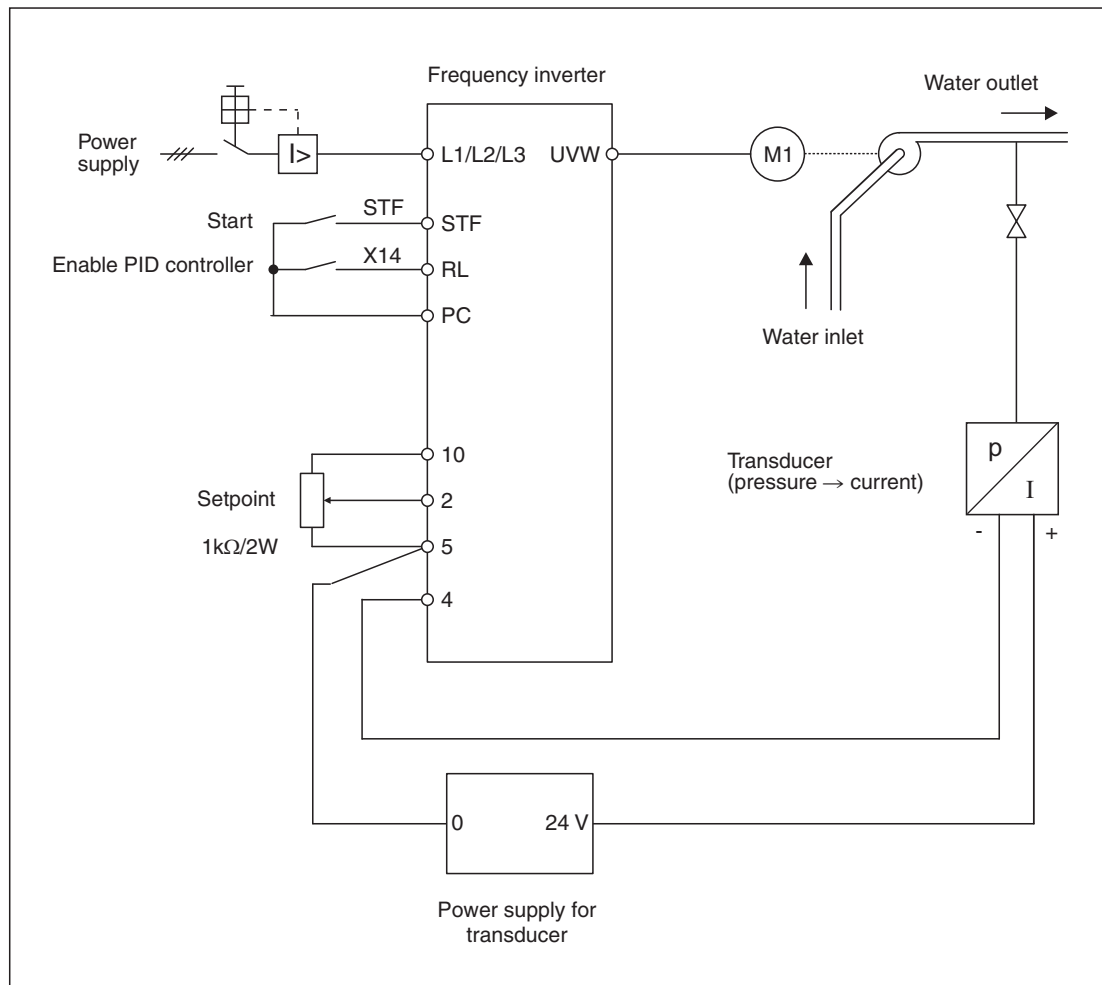 Frequency inverter
Water outlet
Power
supply
I>
L1/L2/L3
UVW
M1
Start
STF
STF
Enable PID controller
X14
RL
PC
Water inlet
10
Setpoint
2
1kΩ/2W
5
4
Transducer
(pressure → current)
p
I
-
+
0
24 V
Power supply for
transducer